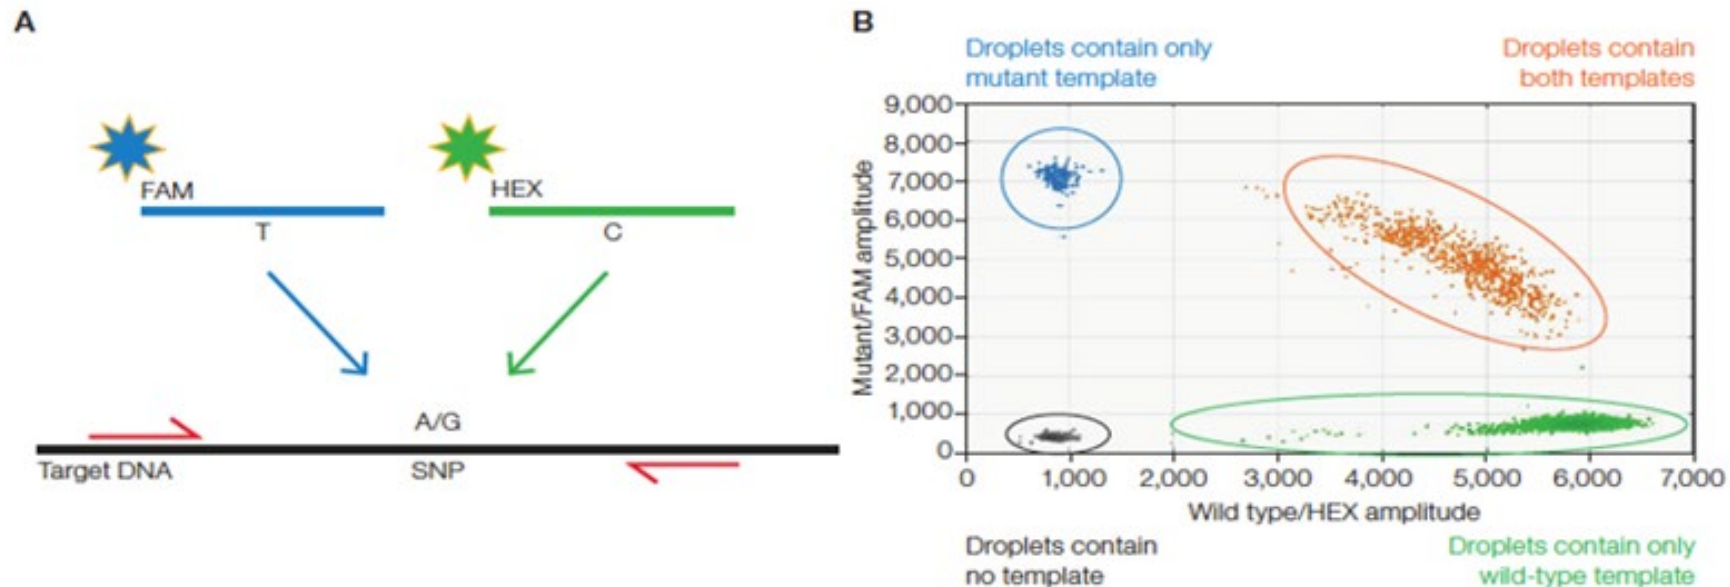 A
FAM
HEX
T
C
A/G
Target DNA
SNP
B
Droplets contain only
mutant template
Droplets contain
both templates
Mutant/FAM amplitude
9,000
8,000
7,000
6,000
5,000
4,000
3,000
2,000
1,000
0
0 1,000 2,000 3,000 4,000 5,000 6,000 7,000
Wild type/HEX amplitude
Droplets contain
no template
Droplets contain only
wild-type template